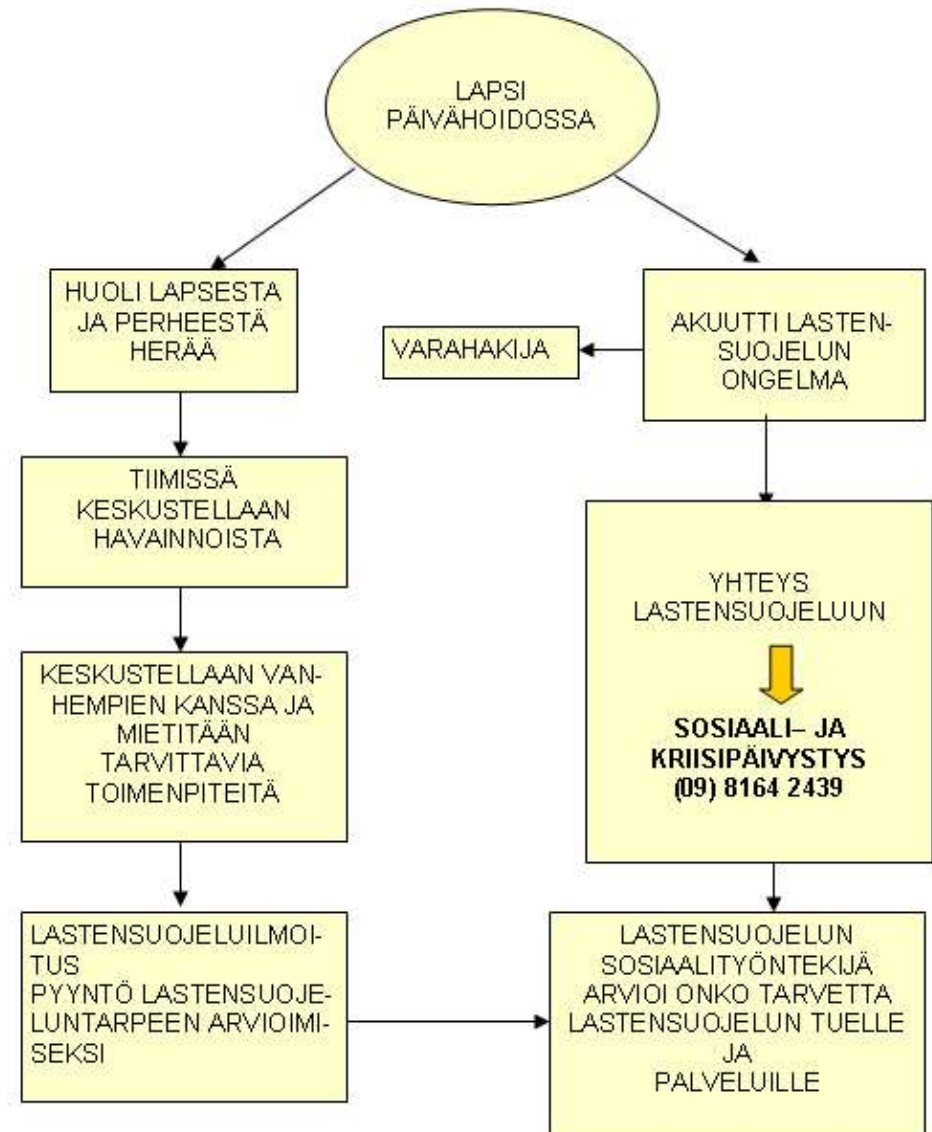 LAPSI
PÄIVÄHOIDOSSA
HUOLI LAPSESTA
JA PERHEESTÄ
HERÄÄ
VARAHAKIJA
AKUUTTI LASTEN-
SUOJELUN
ONGELMA
TIIMISSÄ
KESKUSTELLAAN
HAVAINNOISTA
YHTEYS
LASTENSUOJELUUN
SOSIAALI– JA
KRIISIPÄIVYSTYS
(09) 8164 2439
KESKUSTELLAAN VAN-
HEMPIEN KANSSA JA
MIETITÄÄN
TARVITTAVIA
TOIMENPITEITÄ
LASTENSUOJELUILMOI-
TUS
PYYNTÖ LASTENSUOJE-
LUNTARPEEN ARVIOIMI-
SEKSI
LASTENSUOJELUN
SOSIAALITYÖNTEKIJÄ
ARVIOI ONKO TARVETTA
LASTENSUOJELUN TUELLE
JA
PALVELUILLE